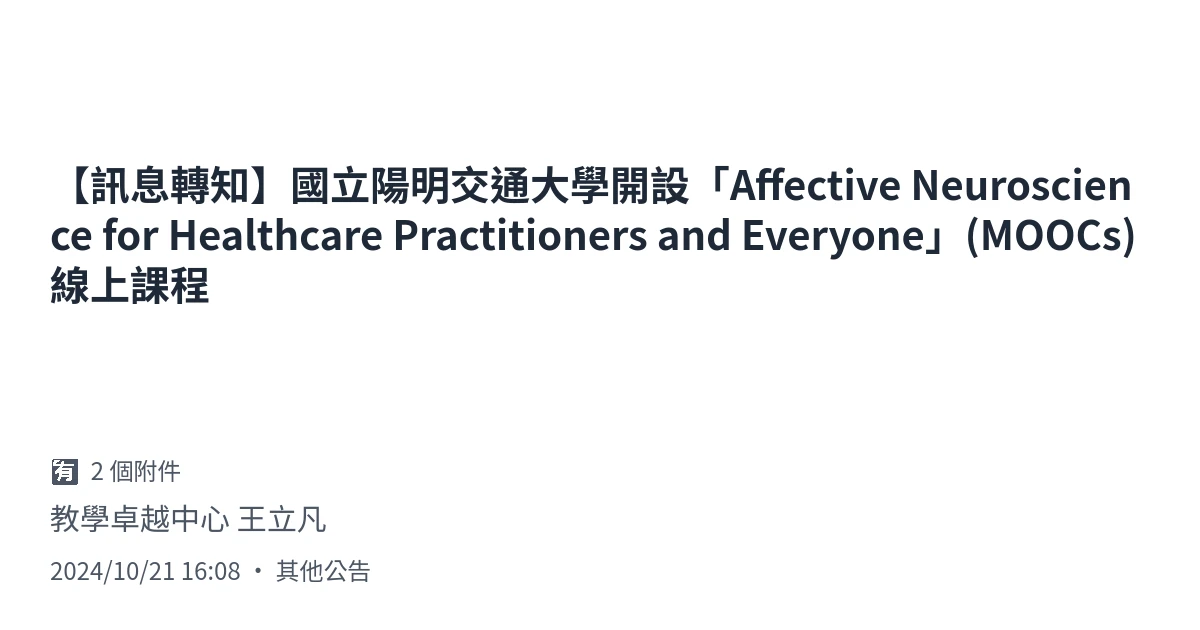 【訊息轉知】國立陽明交通大學開設「Affective Neuroscien
ce for Healthcare Practitioners and Everyone」(MOOCs)
線上課程
有 2 個附件
教學卓越中心 王立凡
2024/10/21 16:08 · 其他公告